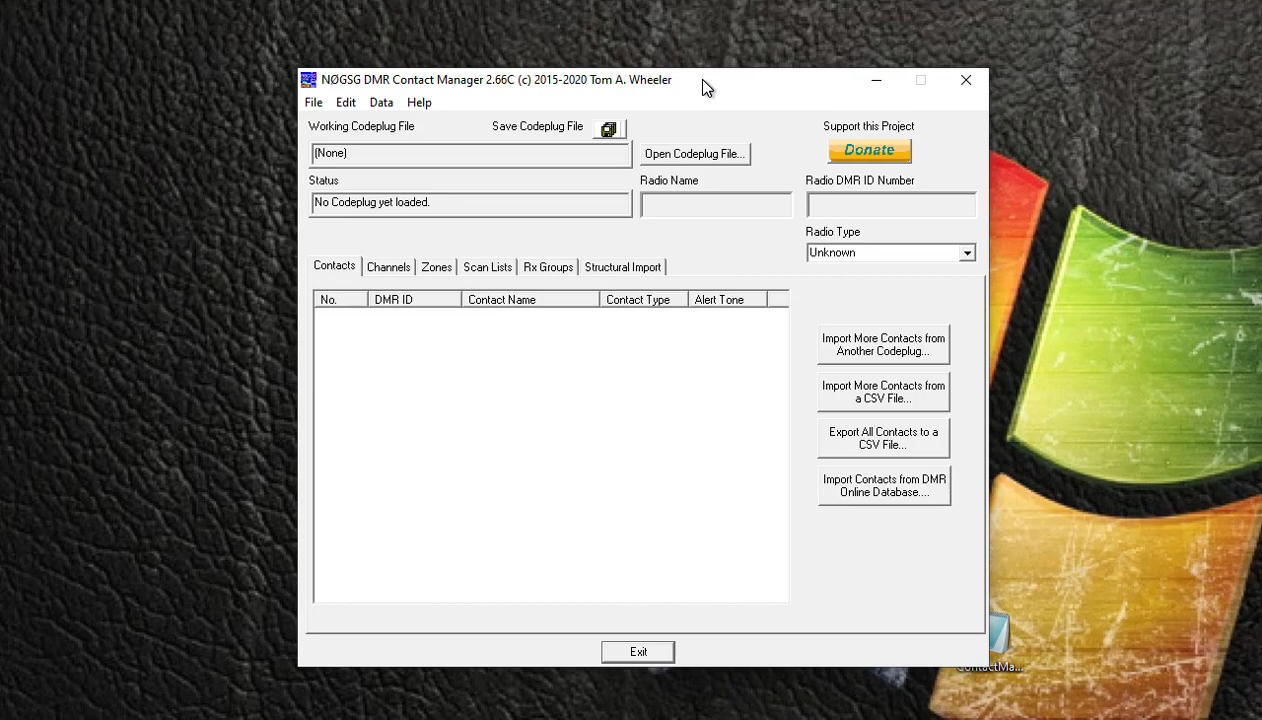 NØGSG DMR Contact Manager 2.66C (c) 2015-2020 Tom A. Wheeler
File Edit Data Help
Working Codeplug File Save Codeplug File Support this Project
(None) Open Codeplug File... Donate
Status Radio Name Radio DMR ID Number
No Codeplug yet loaded.
Radio Type
Unknown
Contacts Channels Zones Scan Lists Rx Groups Structural Import
No. DMR ID Contact Name Contact Type Alert Tone
Import More Contacts from
Another Codeplug...
Import More Contacts from
a CSV File...
Export All Contacts to a
CSV File...
Import Contacts from DMR
Online Database....
Exit
ContactMa...